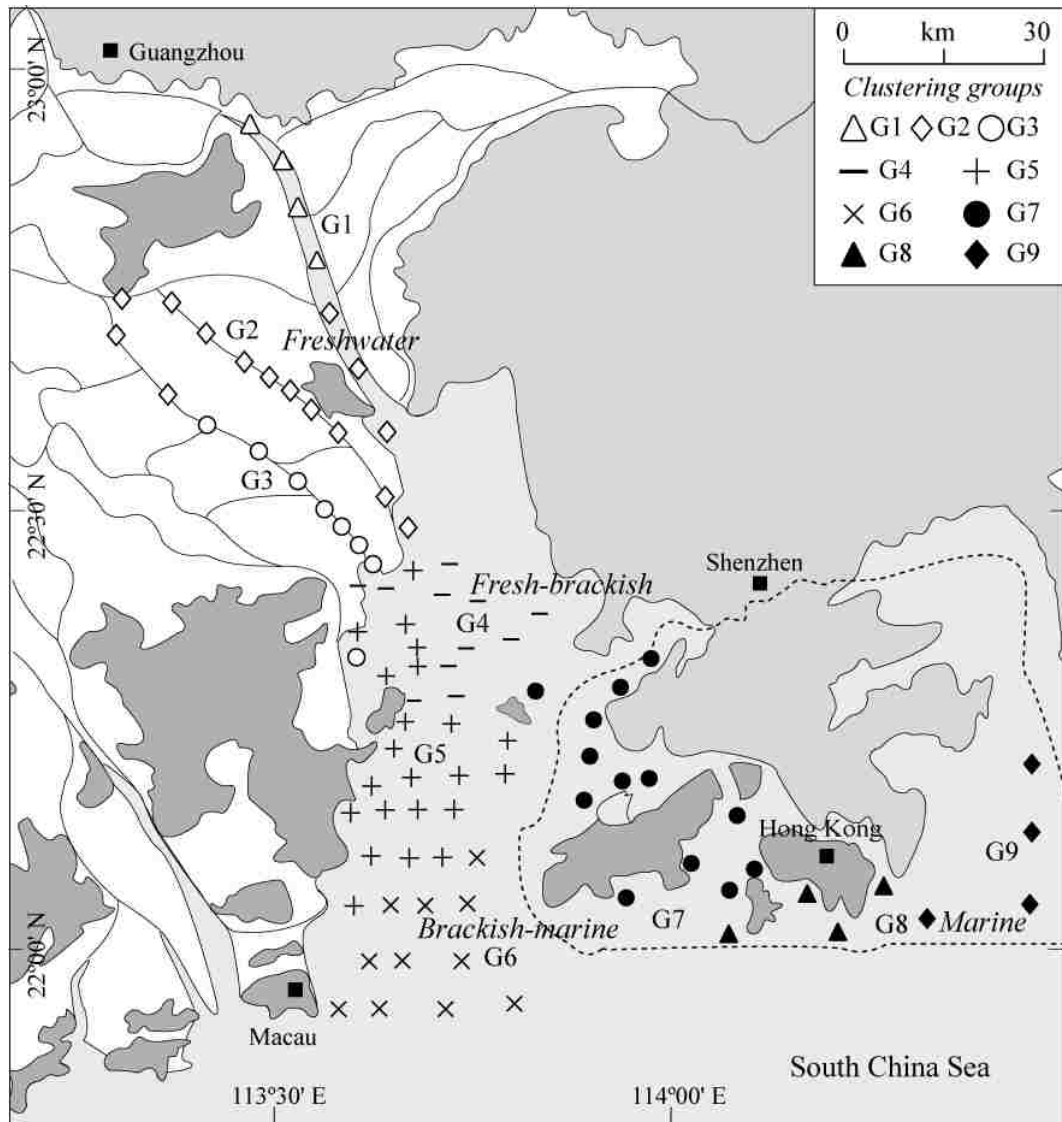 Guangzhou
0 km 30
Clustering groups
G1 G2 G3
G4 G5
G6 G7
G8 G9
23°00' N
G1
G2
Freshwater
G3
22°30' N
Shenzhen
Fresh-brackish
G4
G5
Hong Kong
G9
G7
G8
Marine
Brackish-marine
G6
22°00' N
Macau
South China Sea
113°30' E
114°00' E